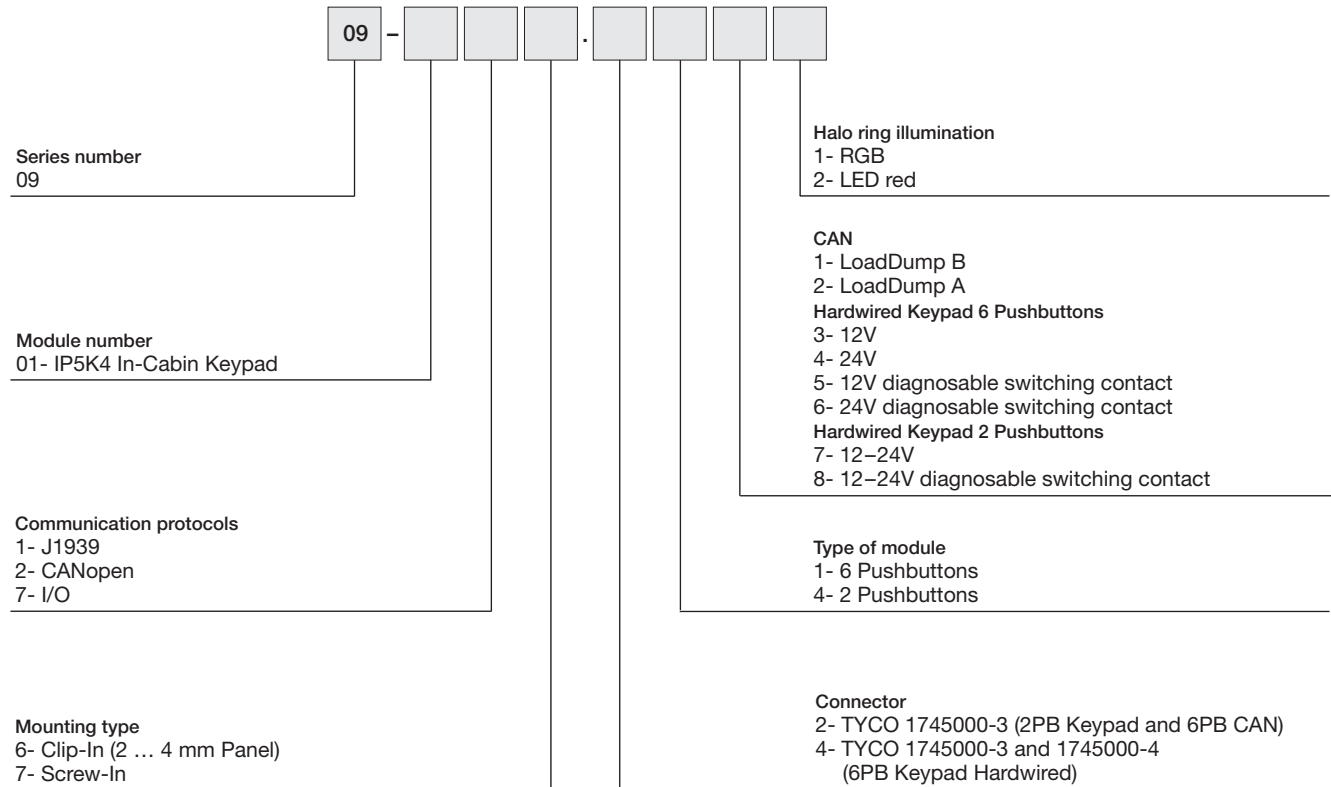 09 – .
Series number
09
Module number
01- IP5K4 In-Cabin Keypad
Communication protocols
1- J1939
2- CANopen
7- I/O
Mounting type
6- Clip-In (2 … 4 mm Panel)
7- Screw-In
Halo ring illumination
1- RGB
2- LED red
CAN
1- LoadDump B
2- LoadDump A
Hardwired Keypad 6 Pushbuttons
3- 12V
4- 24V
5- 12V diagnosable switching contact
6- 24V diagnosable switching contact
Hardwired Keypad 2 Pushbuttons
7- 12–24V
8- 12–24V diagnosable switching contact
Type of module
1- 6 Pushbuttons
4- 2 Pushbuttons
Connector
2- TYCO 1745000-3 (2PB Keypad and 6PB CAN)
4- TYCO 1745000-3 and 1745000-4
(6PB Keypad Hardwired)